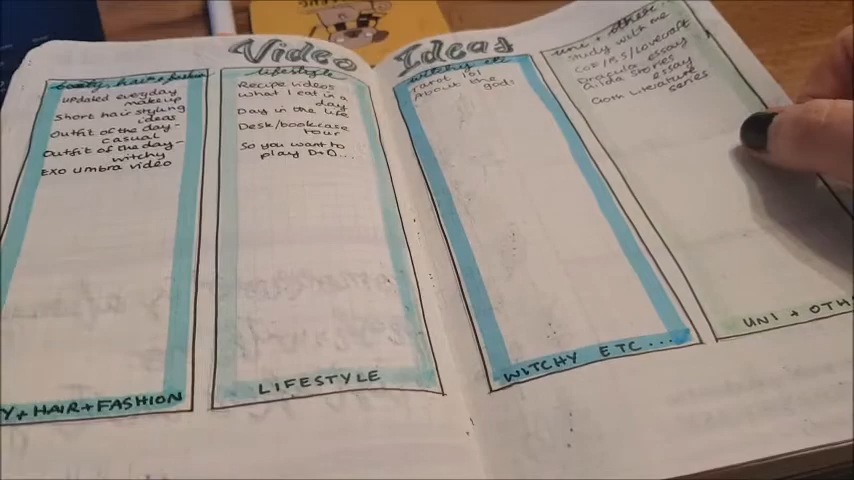 Video Ideas
beauty, hair + fashion
Updated everyday
makeup
Short hair styling
ideas
Outfit of the day -
casual
Outfit of the day -
witchy
Exo Umbra video
Y + HAIR + FASHION
lifestyle
Recipe videos
What I eat in a
day
Day in the life
Desk/bookcase
tour
So you want to
play D+D...
LIFESTYLE
witchy etc
Tarot 101
About the gods
WITCHY ETC....
uni + other
Study with me
Dracula essay
Gilda Stories
essay
Goth Literature
series
UNI + OTH